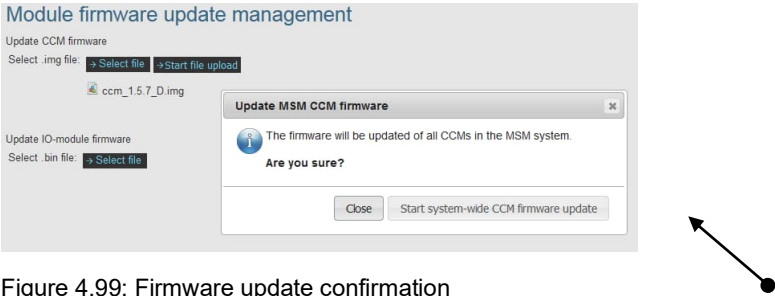 Module firmware update management
Update CCM firmware
Select .img file: → Select file → Start file upload
ccm_1.5.7_D.img
Update MSM CCM firmware
The firmware will be updated of all CCMs in the MSM system.
Are you sure?
Update IO-module firmware
Select .bin file: → Select file
Close Start system-wide CCM firmware update
Figure 4.99: Firmware update confirmation